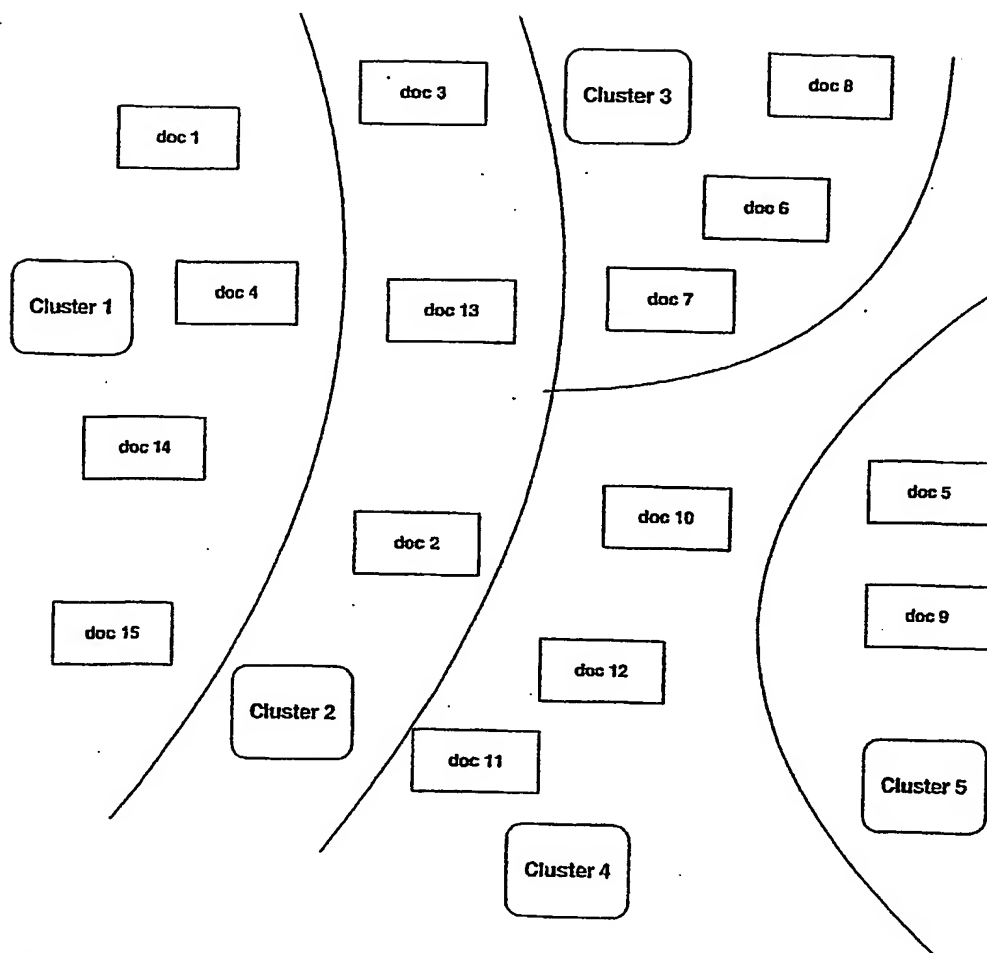 Cluster 3
doc 8
doc 3
doc 1
doc 6
Cluster 1
doc 4
doc 13
doc 7
doc 14
doc 5
doc 10
doc 2
doc 9
doc 15
doc 12
Cluster 2
doc 11
Cluster 5
Cluster 4